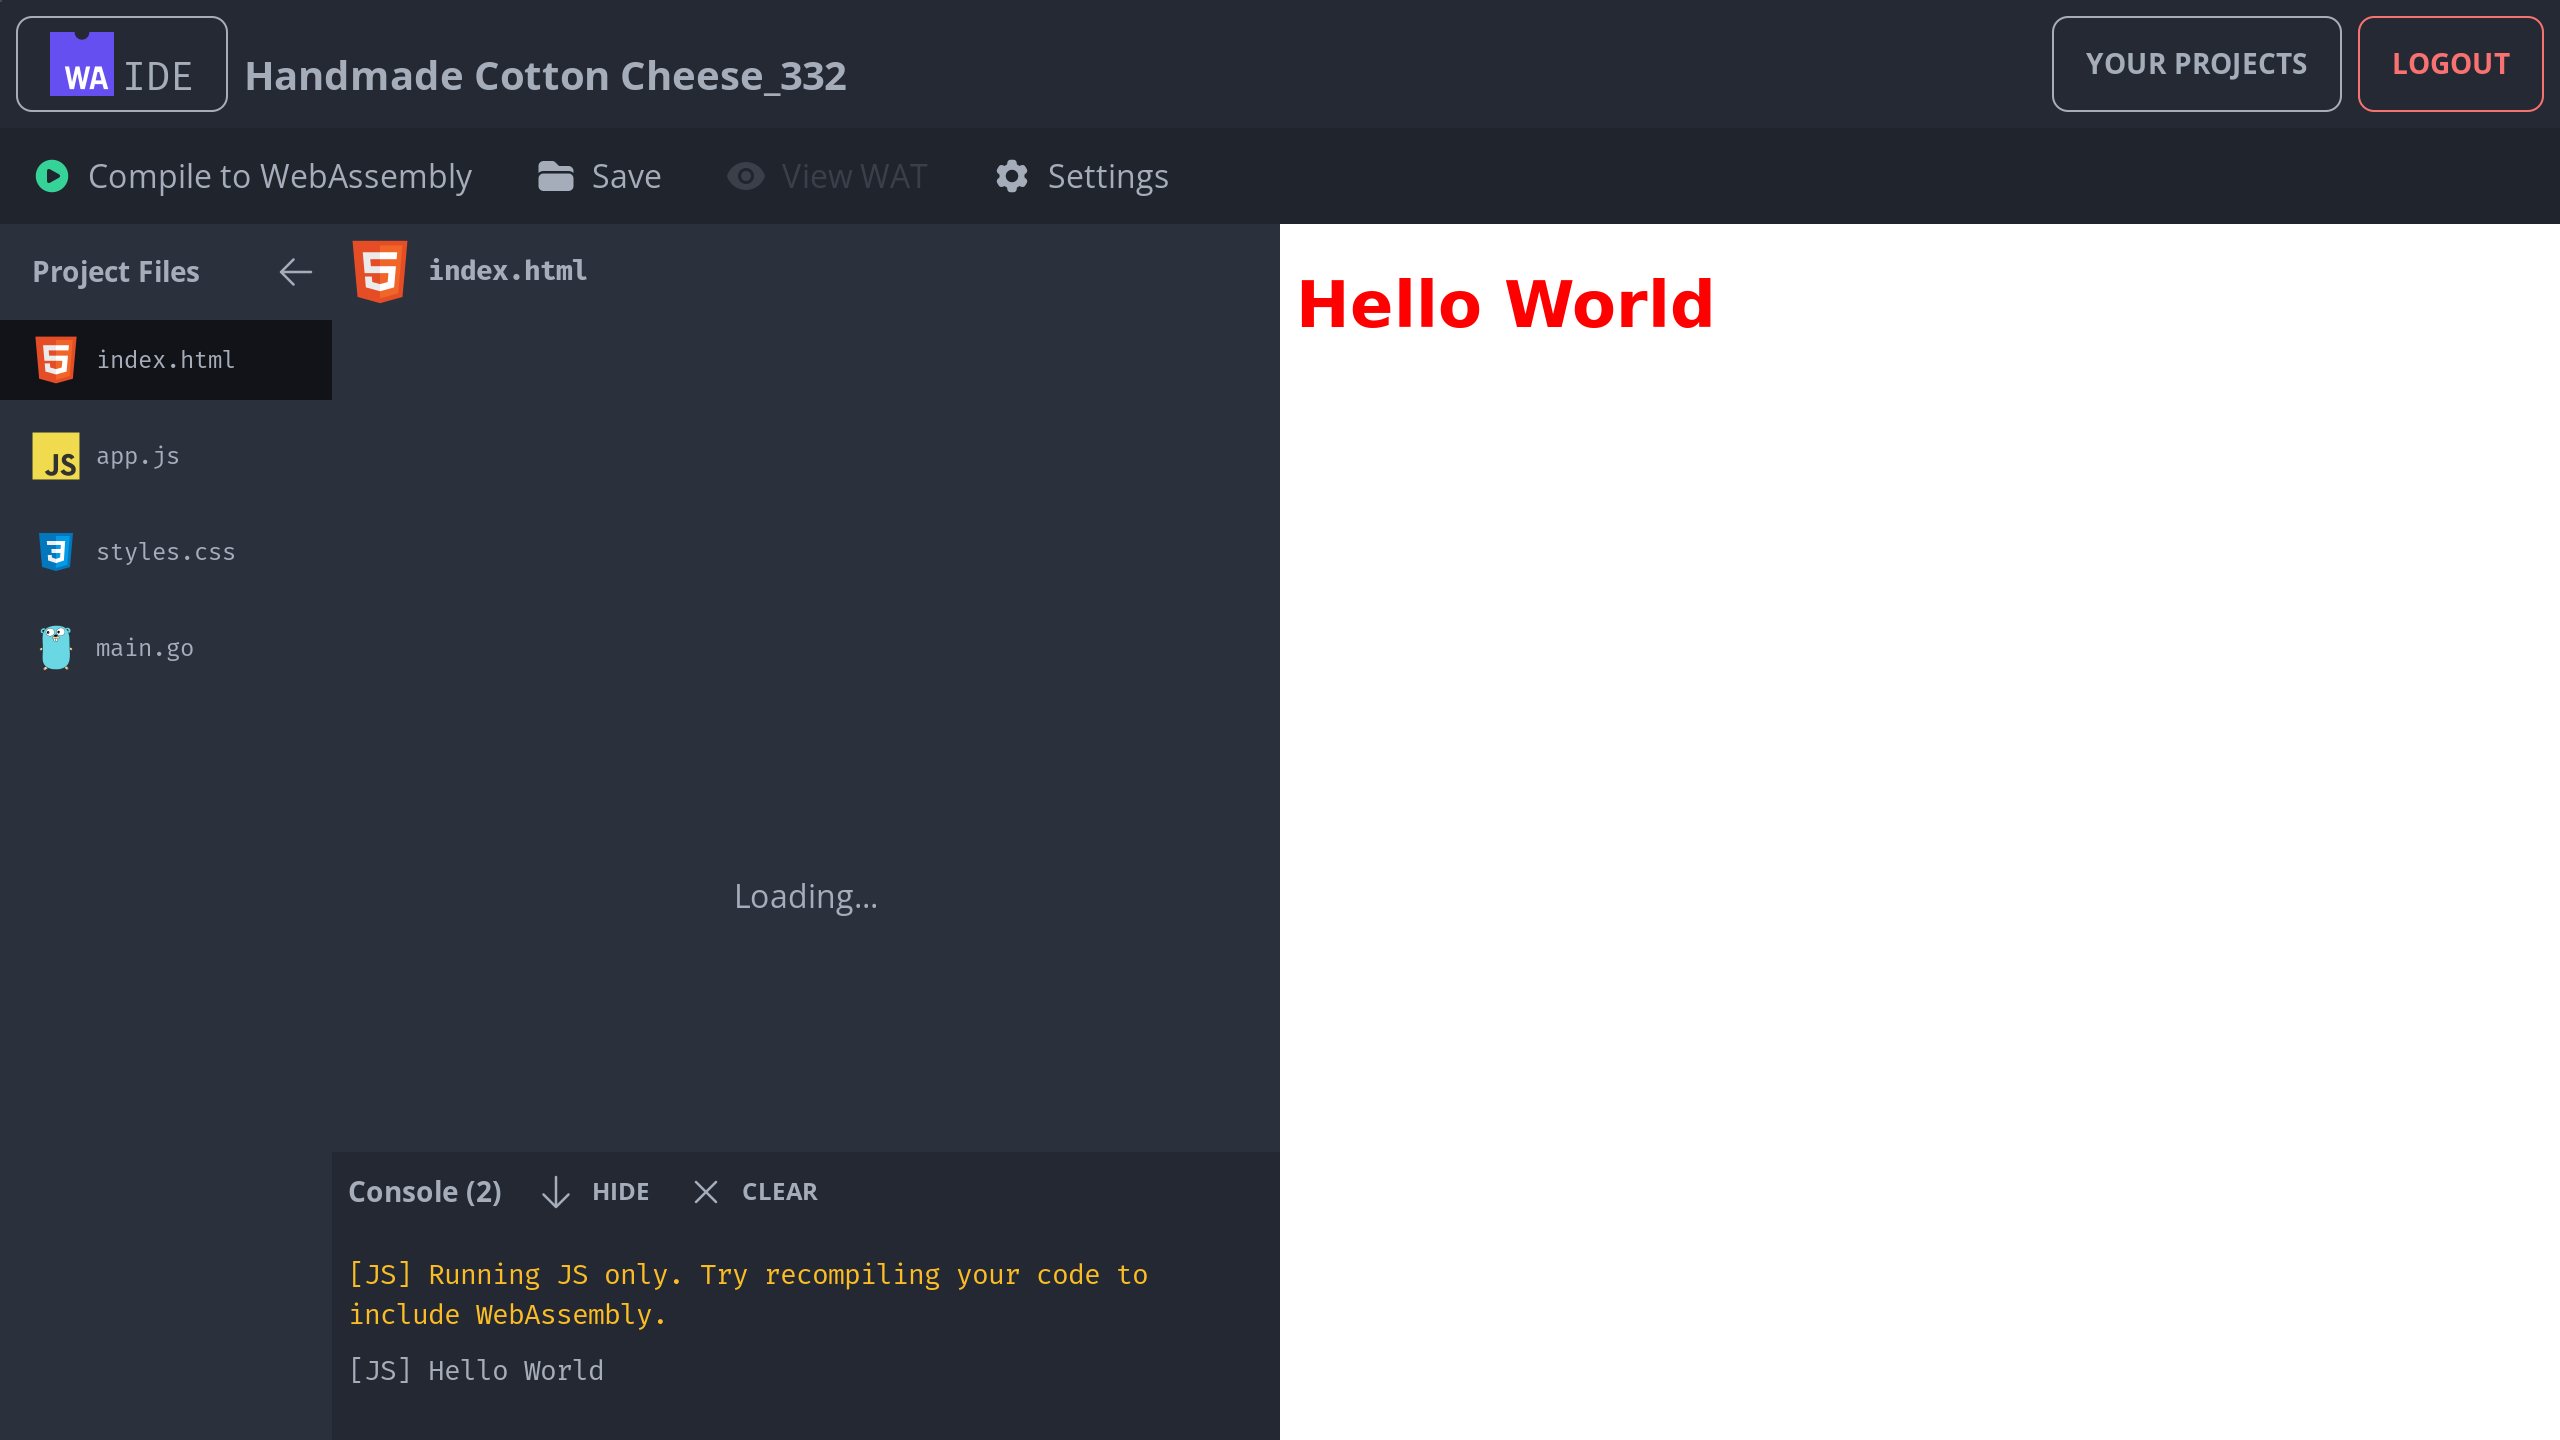 WA IDE
Handmade Cotton Cheese_332
YOUR PROJECTS
LOGOUT
Compile to WebAssembly
Save
View WAT
Settings
Project Files
index.html
JS app.js
styles.css
main.go
index.html
Loading...
Console (2)
HIDE
CLEAR
[JS] Running JS only. Try recompiling your code to
include WebAssembly.
[JS] Hello World
Hello World